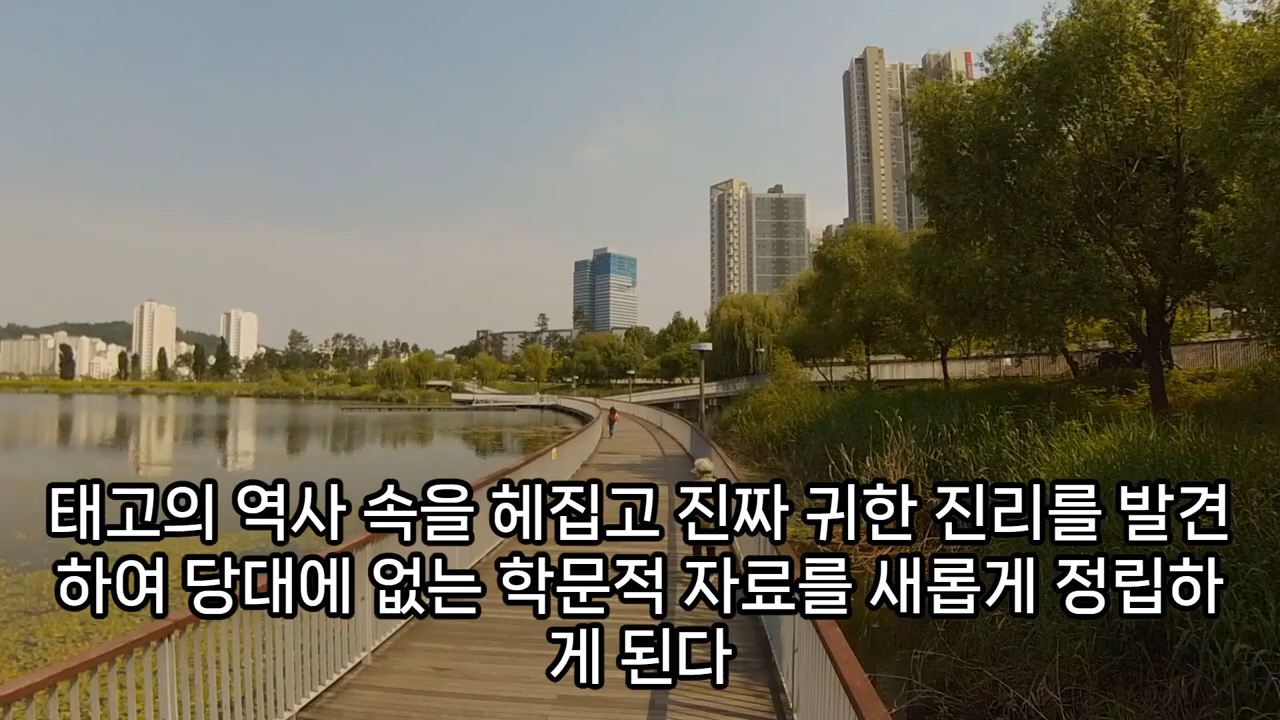 태고의 역사 속을 헤집고 진짜 귀한 진리를 발견
하여 당대에 없는 학문적 자료를 새롭게 정립하
게 된다